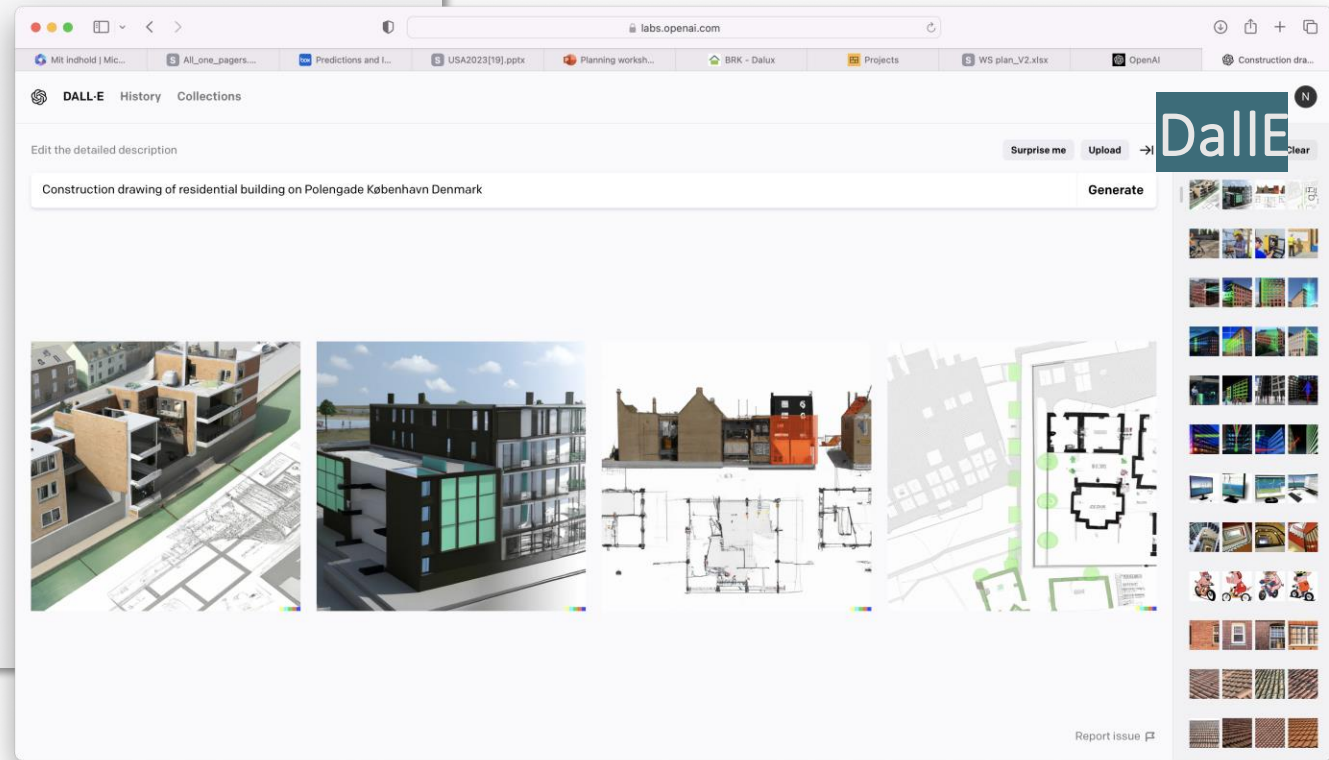 labs.openai.com
Mit indhold | Mic...
All_one_pagers....
Predictions and I...
USA2023[19].pptx
Planning worksh...
BRK - Dalux
Projects
WS plan_V2.xlsx
OpenAI
Construction dra...
DALL·E History Collections
N
DallE
Edit the detailed description
Surprise me Upload Clear
Construction drawing of residential building on Polengade København Denmark
Generate
Report issue